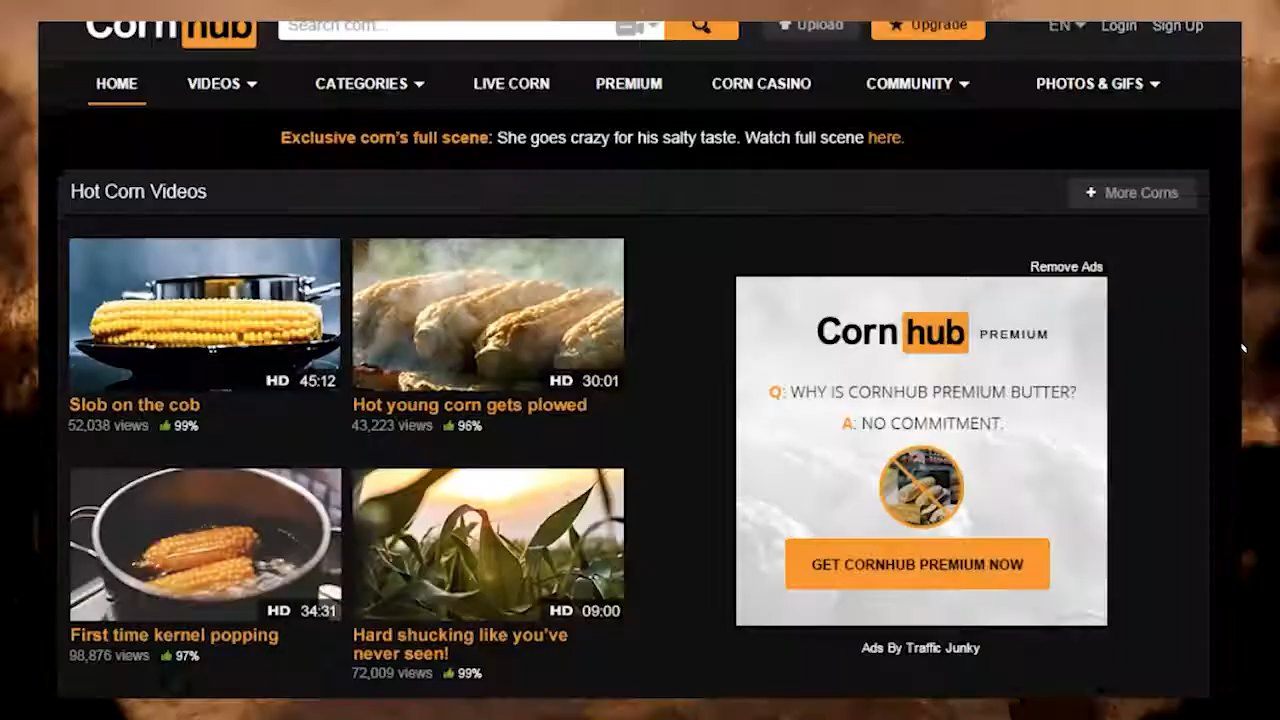 Corn hub
Search corn...
Upload
Upgrade
EN
Login
Sign Up
HOME
VIDEOS
CATEGORIES
LIVE CORN
PREMIUM
CORN CASINO
COMMUNITY
PHOTOS & GIFS
Exclusive corn's full scene: She goes crazy for his salty taste. Watch full scene here.
Hot Corn Videos
+ More Corns
HD 45:12
Slob on the cob
52,038 views 99%
HD 30:01
Hot young corn gets plowed
43,223 views 96%
HD 34:31
First time kernel popping
98,876 views 97%
HD 09:00
Hard shucking like you've
never seen!
72,009 views 99%
Remove Ads
Corn hub PREMIUM
Q: WHY IS CORNHUB PREMIUM BUTTER?
A: NO COMMITMENT.
GET CORNHUB PREMIUM NOW
Ads By Traffic Junky